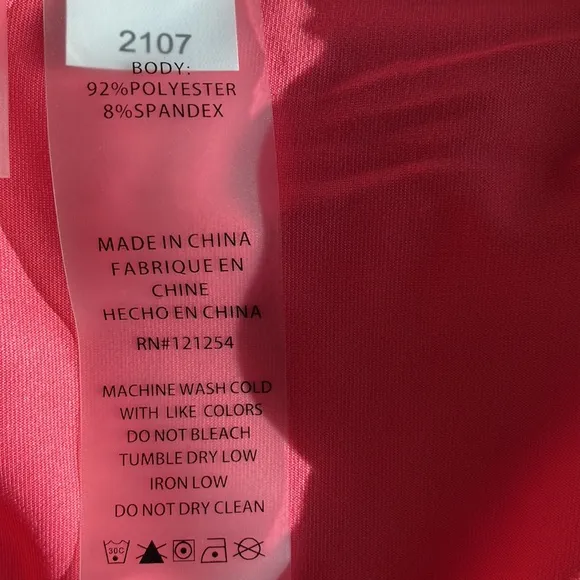 2107
BODY:
92%POLYESTER
8%SPANDEX
MADE IN CHINA
FABRIQUE EN
CHINE
HECHO EN CHINA
RN#121254
MACHINE WASH COLD
WITH LIKE COLORS
DO NOT BLEACH
TUMBLE DRY LOW
IRON LOW
DO NOT DRY CLEAN
30C